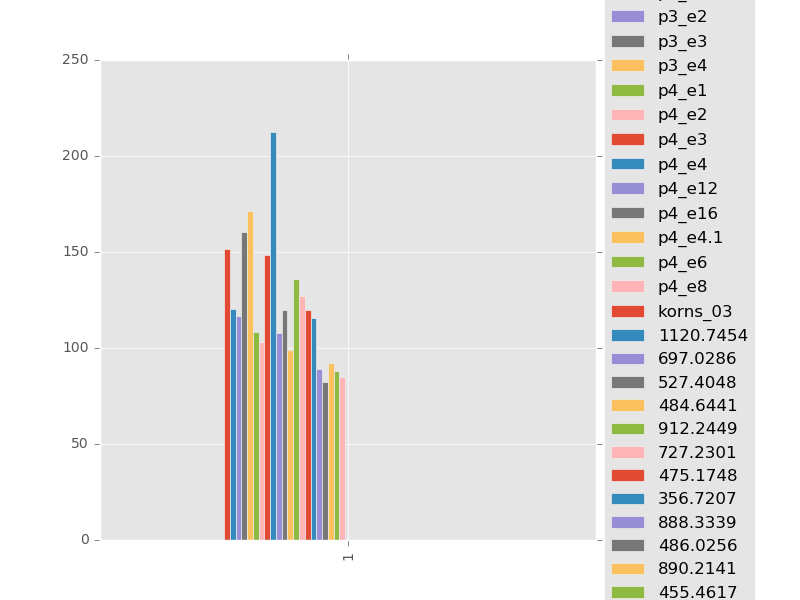 250
200
150
100
50
0
1
p3_e2
p3_e3
p3_e4
p4_e1
p4_e2
p4_e3
p4_e4
p4_e12
p4_e16
p4_e4.1
p4_e6
p4_e8
korns_03
1120.7454
697.0286
527.4048
484.6441
912.2449
727.2301
475.1748
356.7207
888.3339
486.0256
890.2141
455.4617